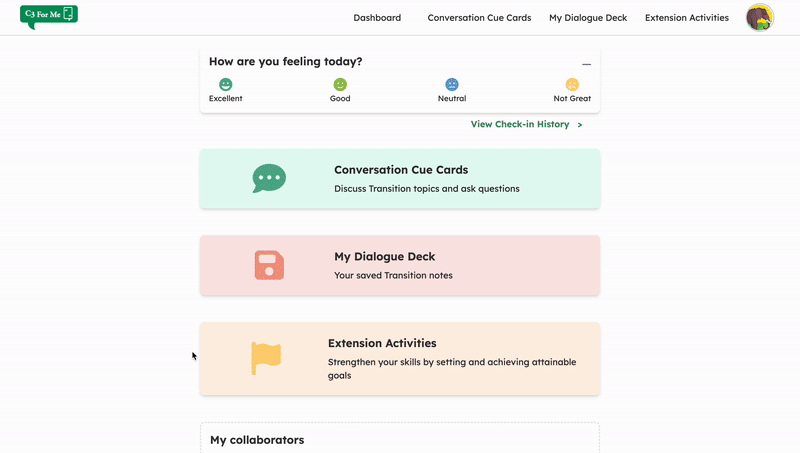 C3 For Me
Dashboard
Conversation Cue Cards
My Dialogue Deck
Extension Activities
How are you feeling today?
Excellent
Good
Neutral
Not Great
View Check-in History >
Conversation Cue Cards
Discuss Transition topics and ask questions
My Dialogue Deck
Your saved Transition notes
Extension Activities
Strengthen your skills by setting and achieving attainable
goals
My collaborators